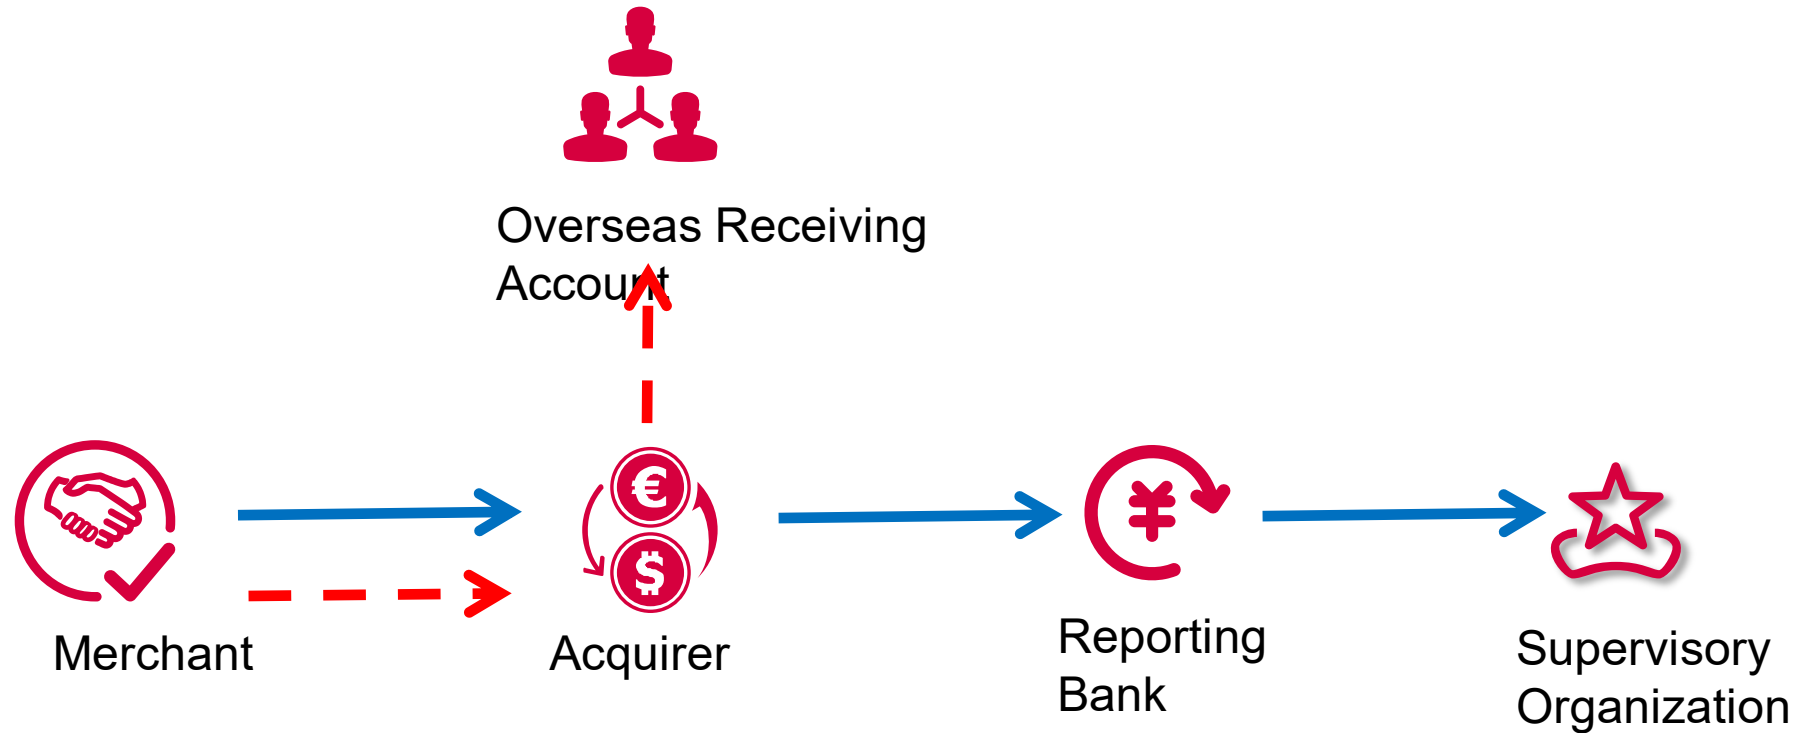 Overseas Receiving
Account
€
¥
$
Merchant
Acquirer
Reporting
Bank
Supervisory
Organization